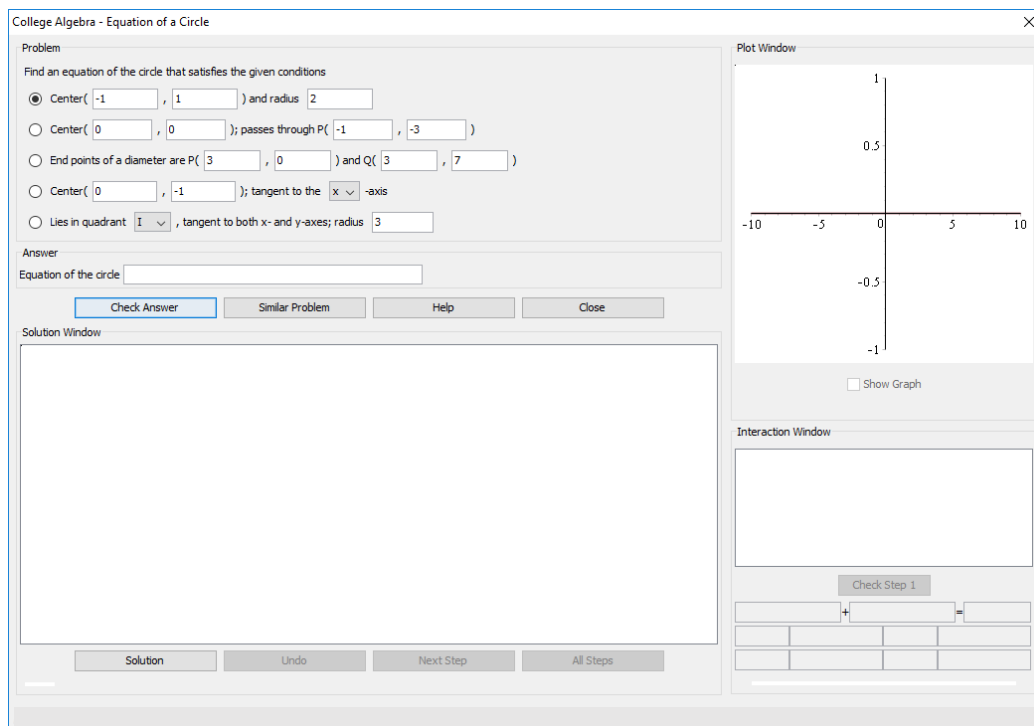 College Algebra - Equation of a Circle
Problem
Find an equation of the circle that satisfies the given conditions
Center( -1 , 1 ) and radius 2
Center( 0 , 0 ); passes through P( -1 , -3 )
End points of a diameter are P( 3 , 0 ) and Q( 3 , 7 )
Center( 0 , -1 ); tangent to the x -axis
Lies in quadrant I , tangent to both x- and y-axes; radius 3
Answer
Equation of the circle
Check Answer Similar Problem Help Close
Solution Window
Solution Undo Next Step All Steps
Plot Window
1
0.5
-10 -5 0 5 10
-0.5
-1
Show Graph
Interaction Window
Check Step 1
+ =